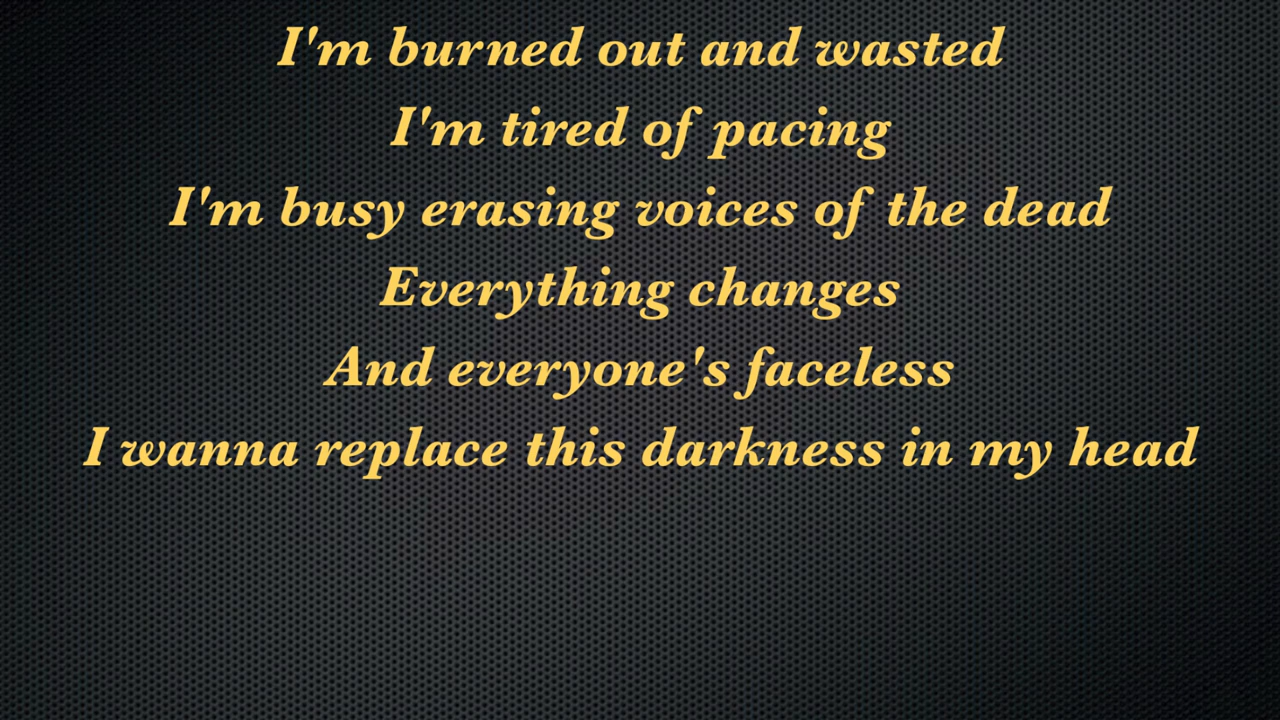 I'm burned out and wasted
I'm tired of pacing
I'm busy erasing voices of the dead
Everything changes
And everyone's faceless
I wanna replace this darkness in my head